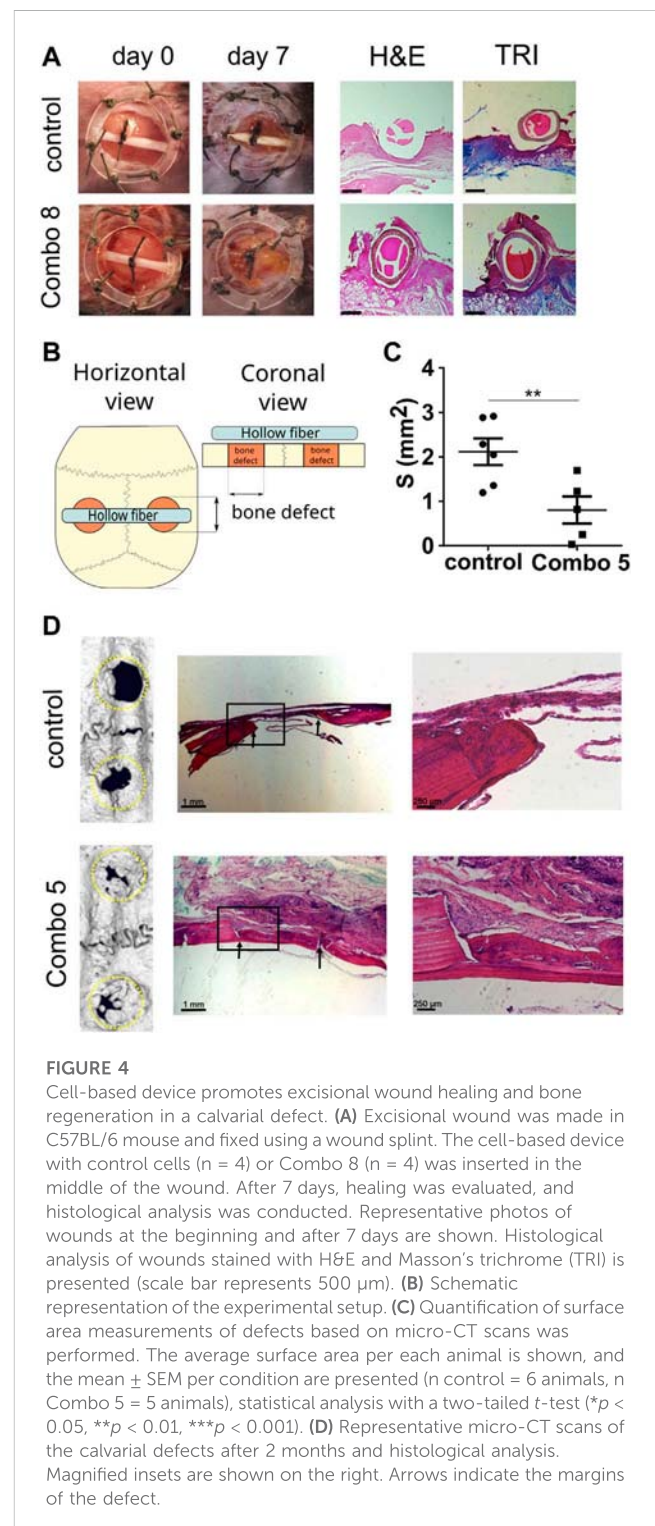 A
day 0
day 7
H&E
TRI
control
Combo 8
B
Horizontal
view
Coronal
view
Hollow fiber
bone
defect
bone
defect
Hollow fiber
bone defect
C
S (mm²)
4
3
2
1
0
**
control
Combo 5
D
control
1 mm
250 µm
Combo 5
1 mm
250 µm
FIGURE 4
Cell-based device promotes excisional wound healing and bone
regeneration in a calvarial defect. (A) Excisional wound was made in
C57BL/6 mouse and fixed using a wound splint. The cell-based device
with control cells (n = 4) or Combo 8 (n = 4) was inserted in the
middle of the wound. After 7 days, healing was evaluated, and
histological analysis was conducted. Representative photos of
wounds at the beginning and after 7 days are shown. Histological
analysis of wounds stained with H&E and Masson's trichrome (TRI) is
presented (scale bar represents 500 µm). (B) Schematic
representation of the experimental setup. (C) Quantification of surface
area measurements of defects based on micro-CT scans was
performed. The average surface area per each animal is shown, and
the mean ± SEM per condition are presented (n control = 6 animals, n
Combo 5 = 5 animals), statistical analysis with a two-tailed t-test (*p <
0.05, **p < 0.01, ***p < 0.001). (D) Representative micro-CT scans of
the calvarial defects after 2 months and histological analysis.
Magnified insets are shown on the right. Arrows indicate the margins
of the defect.